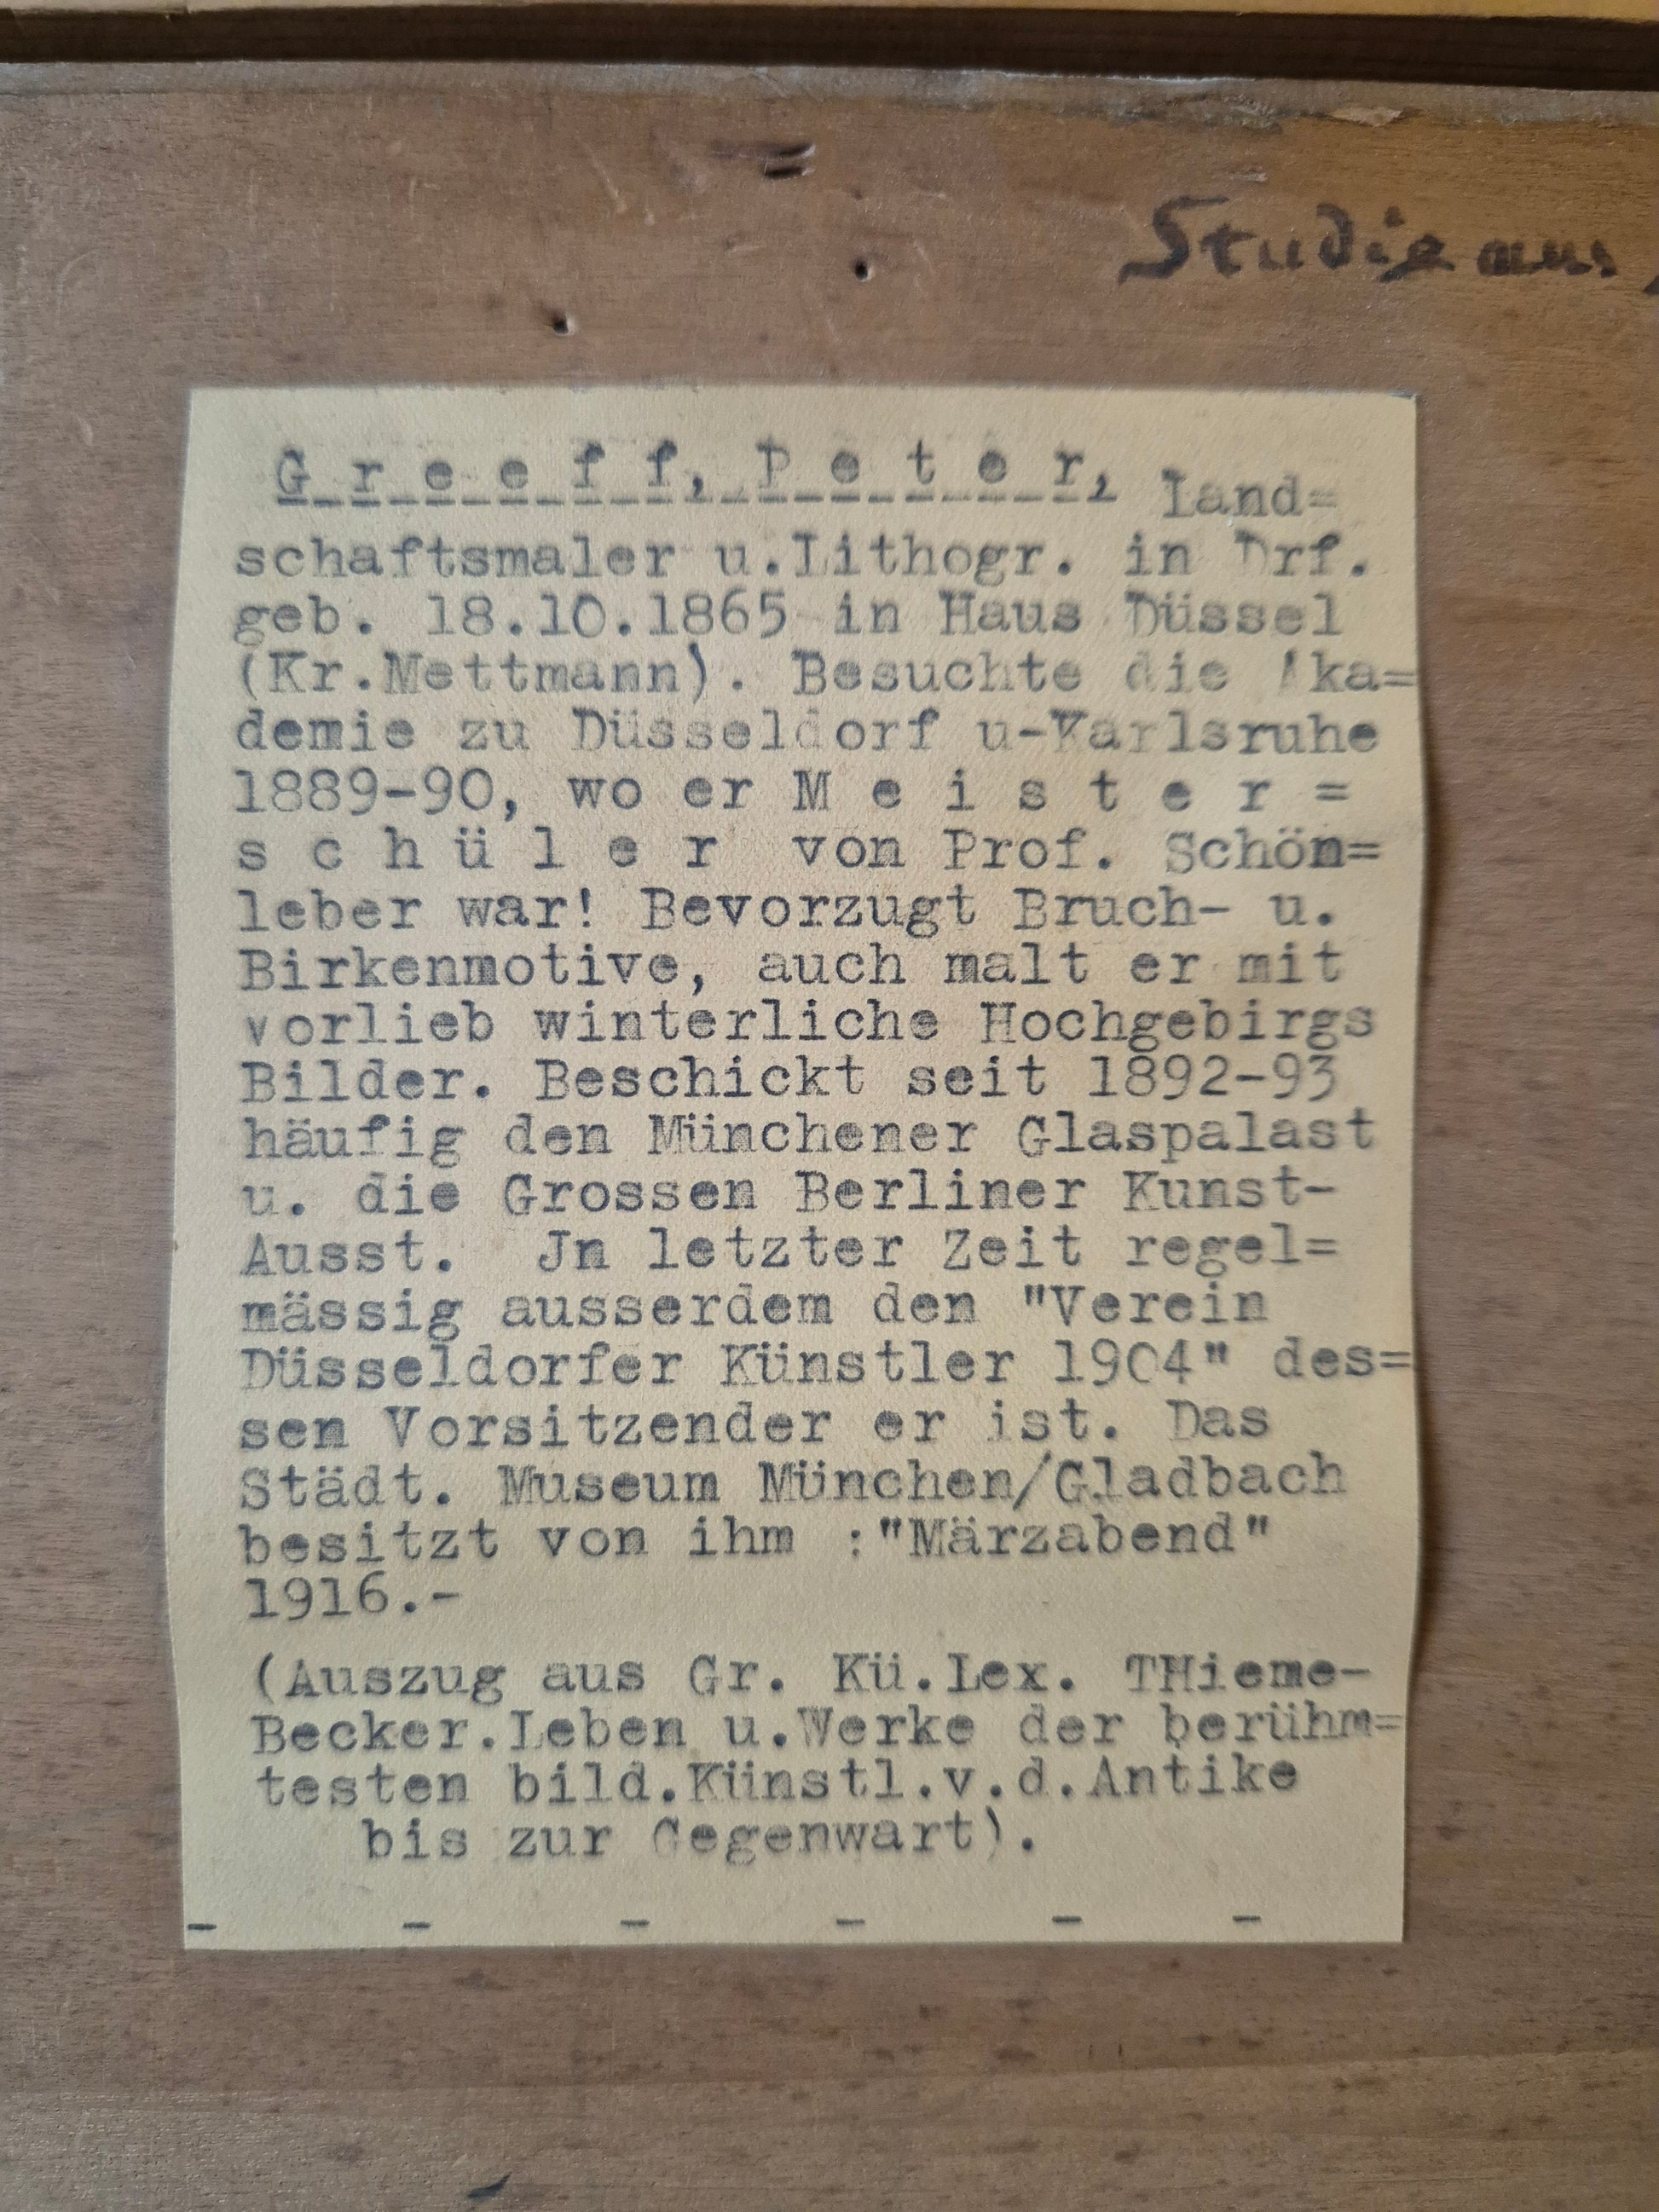 Studie aus
G r e e f f, P e t e r, Land=
schaftsmaler u.Lithogr. in Drf.
geb. 18.10.1865 in Haus Düssel
(Kr.Mettmann). Besuchte die Aka=
demie zu Düsseldorf u-Karlsruhe
1889-90, wo er M e i s t e r =
s c h ü l e r von Prof. Schön=
leber war! Bevorzugt Bruch- u.
Birkenmotive, auch malt er mit
vorlieb winterliche Hochgebirgs
Bilder. Beschickt seit 1892-93
häufig den Münchener Glaspalast
u. die Grossen Berliner Kunst-
Ausst. Jn letzter Zeit regel=
mässig ausserdem den "Verein
Düsseldorfer Künstler 1904" des=
sen Vorsitzender er ist. Das
Städt. Museum München/Gladbach
besitzt von ihm :"Märzabend"
1916.-
(Auszug aus Gr. Kü.Lex. THieme-
Becker.Leben u.Werke der berühm=
testen bild.Künstl.v.d.Antike
bis zur Gegenwart).
- - - - - -